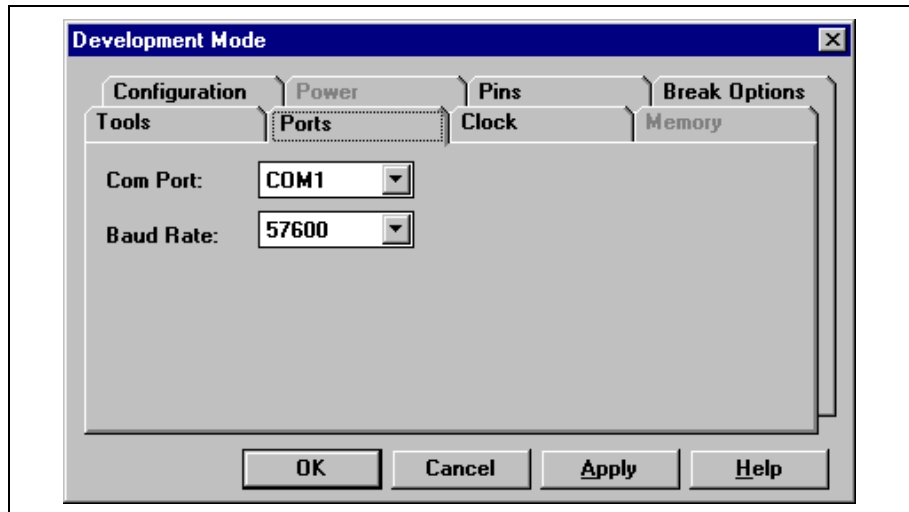 Development Mode
Configuration Power Pins Break Options
Tools Ports Clock Memory
Com Port: COM1
Baud Rate: 57600
OK Cancel Apply Help